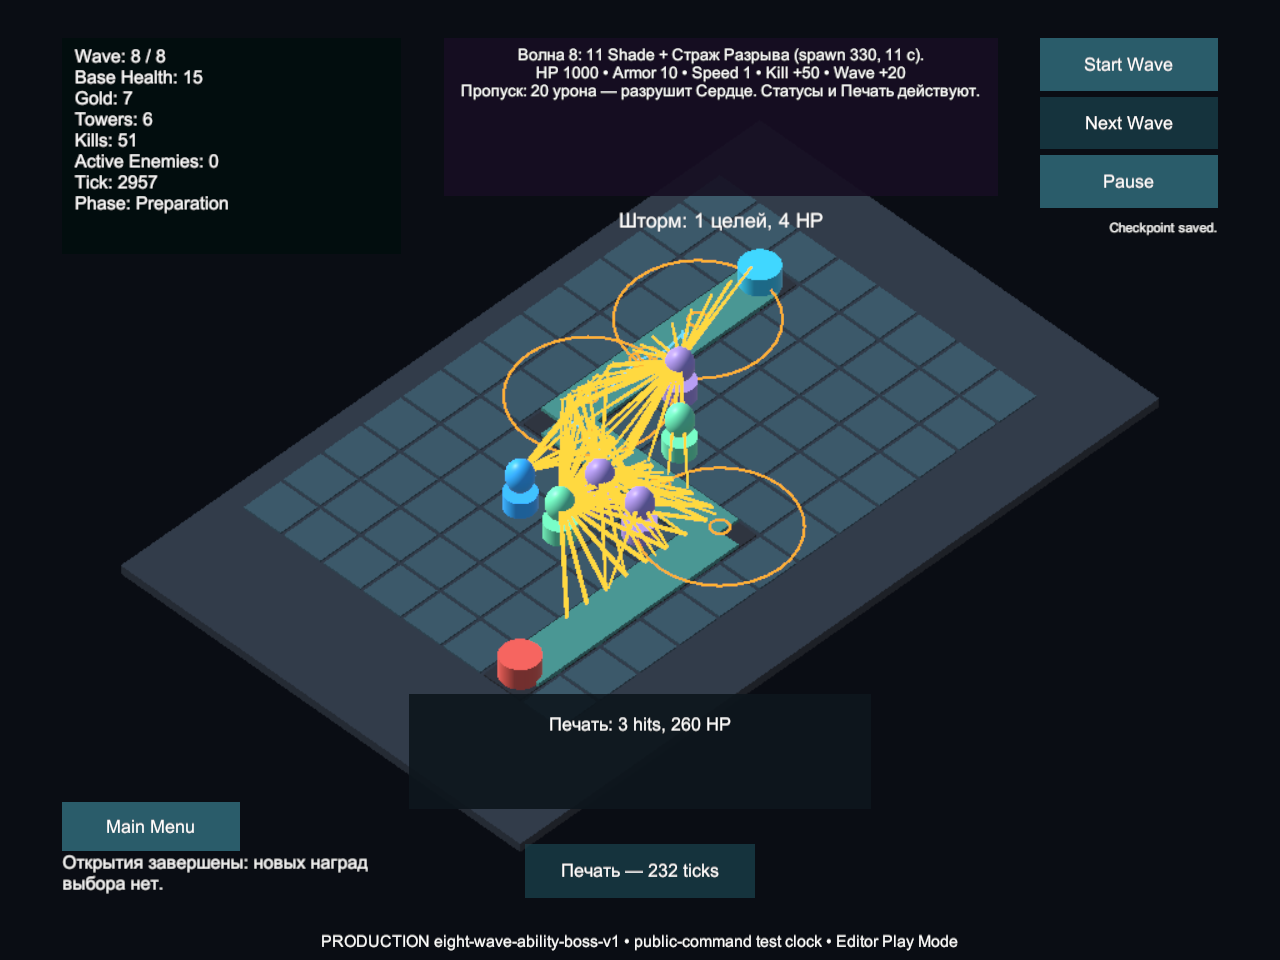 Wave: 8 / 8
Base Health: 15
Gold: 7
Towers: 6
Kills: 51
Active Enemies: 0
Tick: 2957
Phase: Preparation
Волна 8: 11 Shade + Страж Разрыва (spawn 330, 11 с).
HP 1000 • Armor 10 • Speed 1 • Kill +50 • Wave +20
Пропуск: 20 урона — разрушит Сердце. Статусы и Печать действуют.
Start Wave
Next Wave
Pause
Checkpoint saved.
Шторм: 1 целей, 4 HP
Печать: 3 hits, 260 HP
Main Menu
Открытия завершены: новых наград
выбора нет.
Печать — 232 ticks
PRODUCTION eight-wave-ability-boss-v1 • public-command test clock • Editor Play Mode